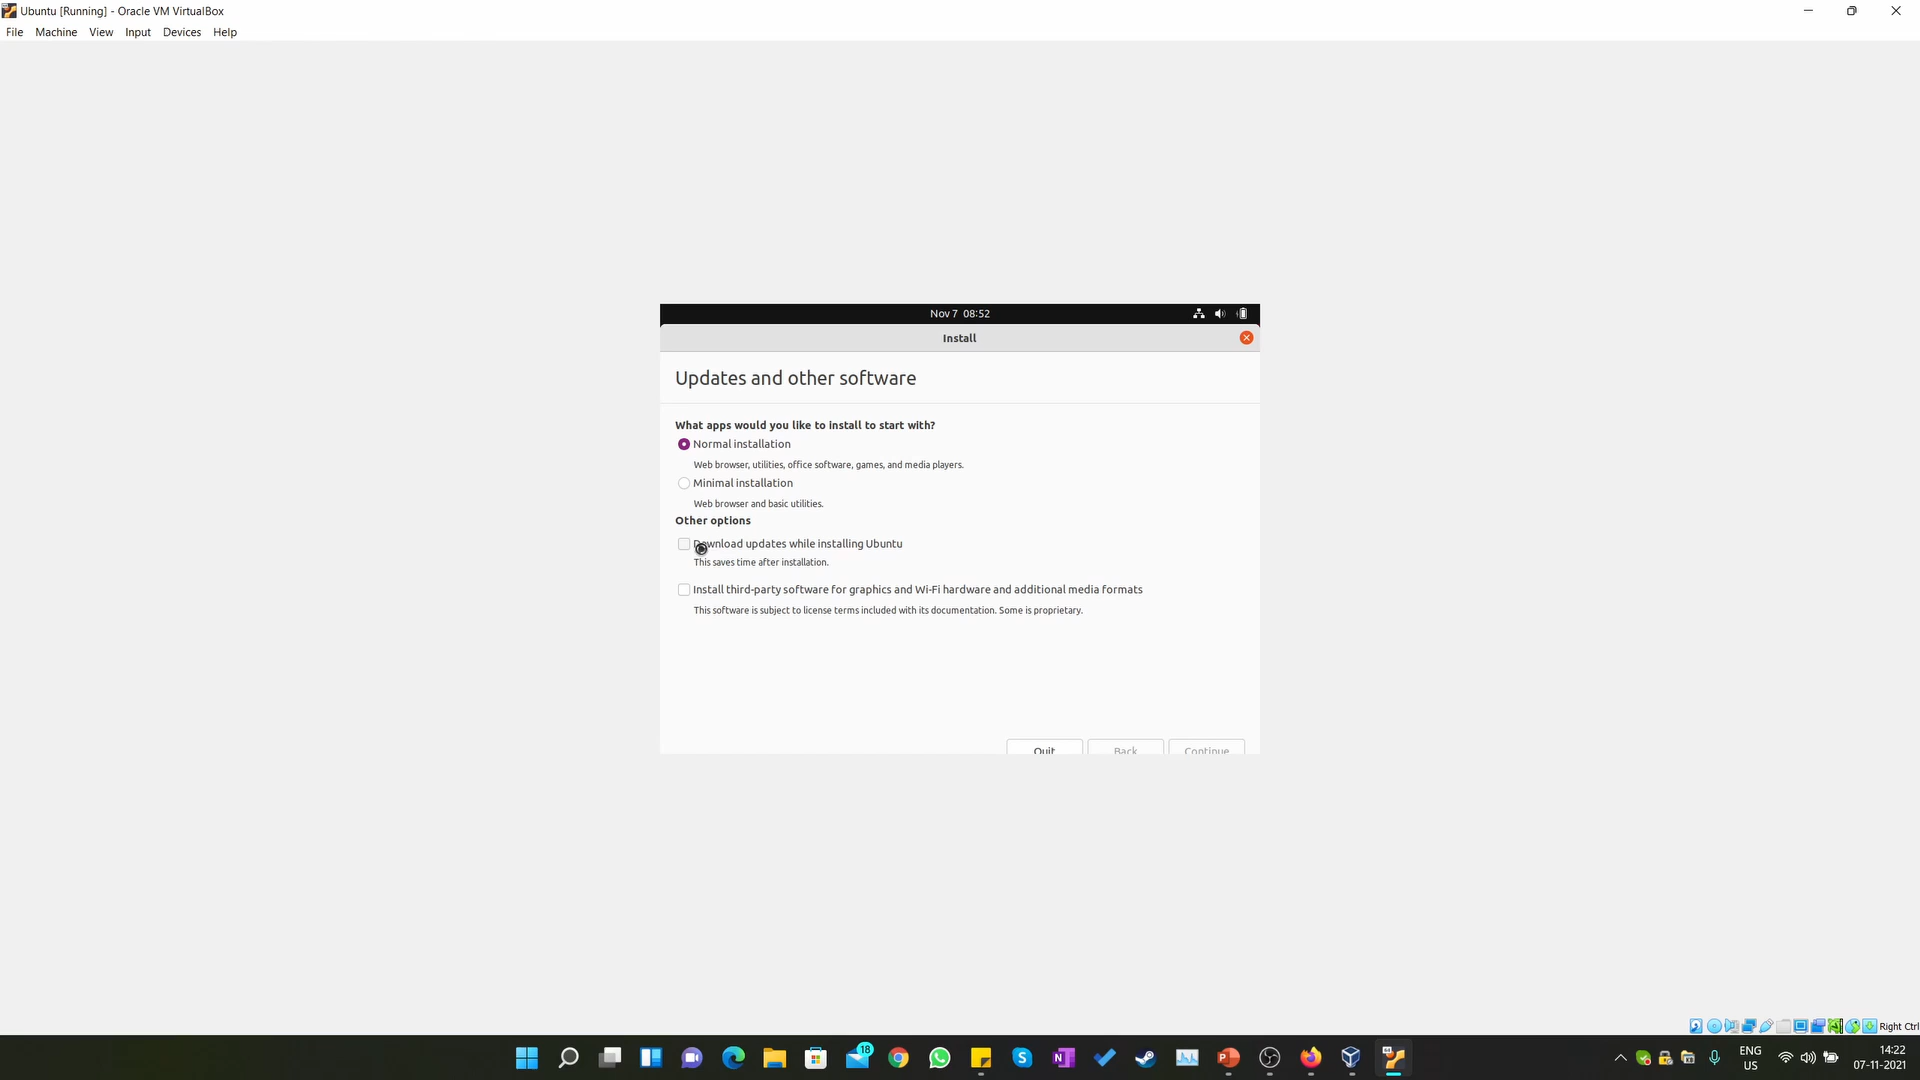 Ubuntu [Running] - Oracle VM VirtualBox
File Machine View Input Devices Help
Nov 7 08:52
Install
Updates and other software
What apps would you like to install to start with?
Normal installation
Web browser, utilities, office software, games, and media players.
Minimal installation
Web browser and basic utilities.
Other options
Download updates while installing Ubuntu
This saves time after installation.
Install third-party software for graphics and Wi-Fi hardware and additional media formats
This software is subject to license terms included with its documentation. Some is proprietary.
Quit Back Continue
Right Ctrl
18
ENG
US
14:22
07-11-2021